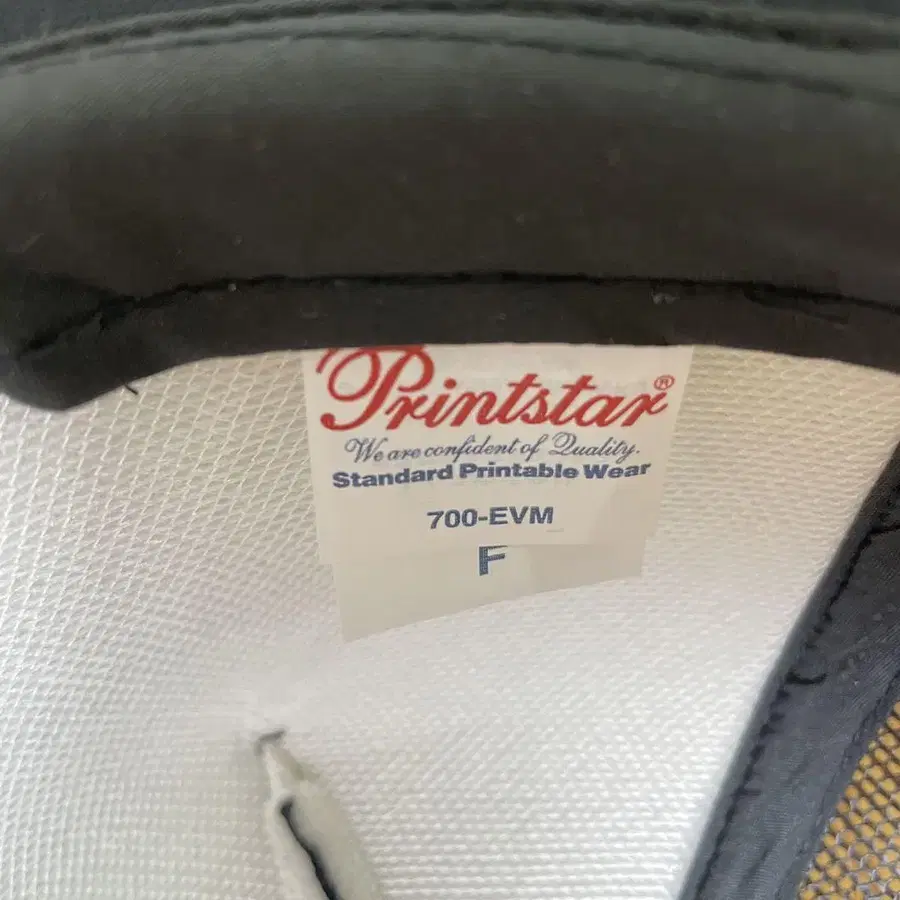 Printstar®
We are confident of Quality.
Standard Printable Wear
700-EVM
F